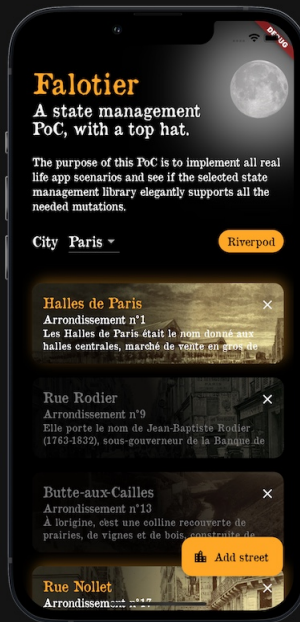 DEBUG
Falotier
A state management
PoC, with a top hat.
The purpose of this PoC is to implement all real
life app scenarios and see if the selected state
management library elegantly supports all the
needed mutations.
City Paris
Riverpod
Halles de Paris
Arrondissement n°1
Les Halles de Paris était le nom donné aux
halles centrales, marché de vente en gros de
Rue Rodier
Arrondissement n°9
Elle porte le nom de Jean-Baptiste Rodier
(1763-1832), sous-gouverneur de la Banque de
Butte-aux-Cailles
Arrondissement n°13
À l'origine, c'est une colline recouverte de
prairies, de vignes et de bois, construite de
Add street
Rue Nollet
Arrondissement n°17